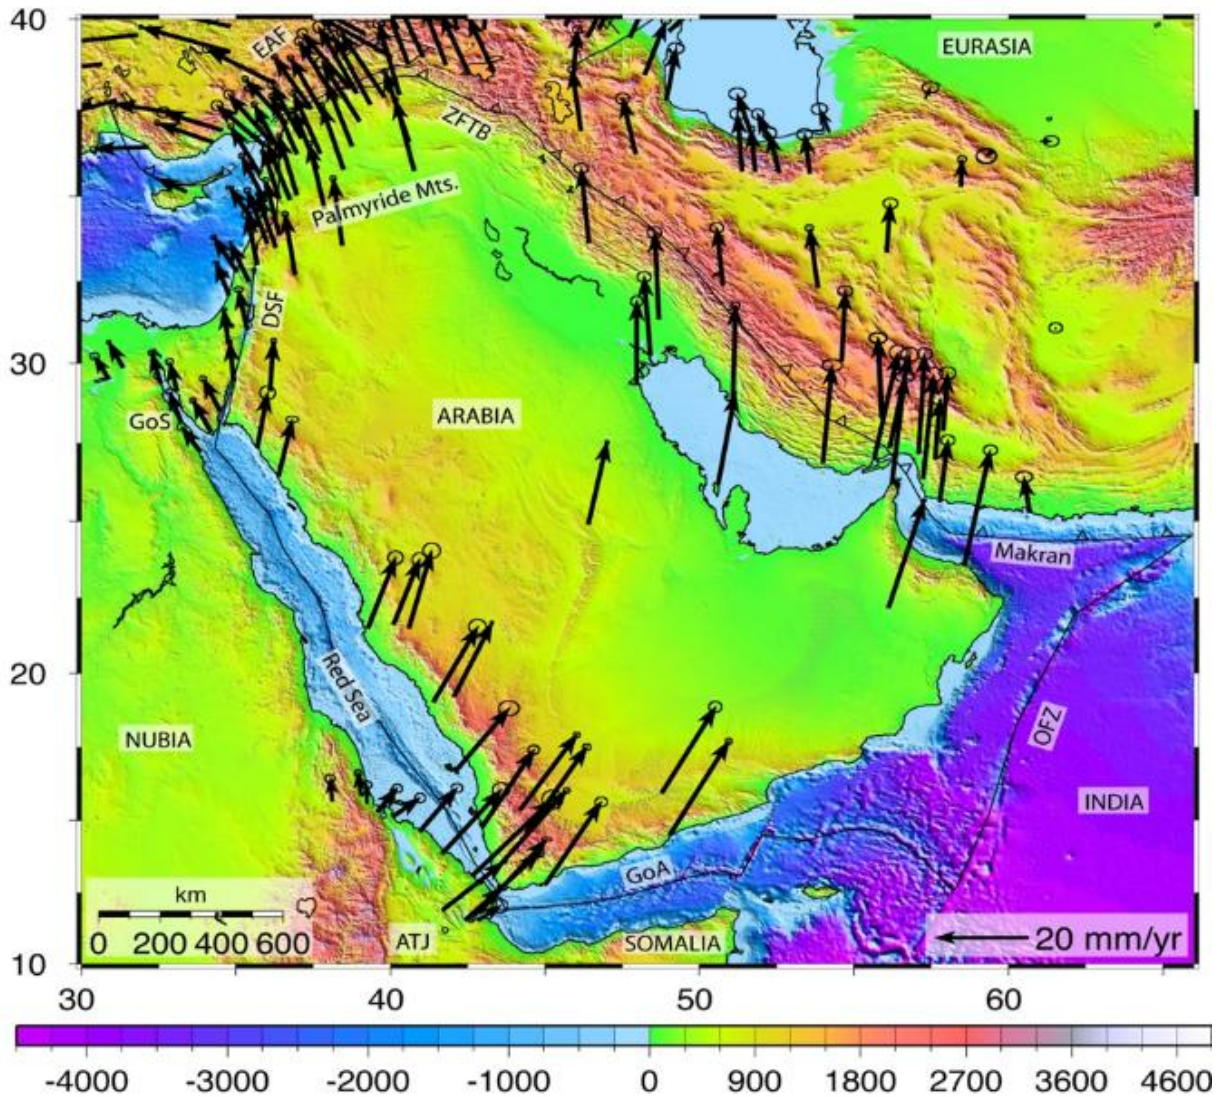 40
EAF
EURASIA
ZFTB
Palmyride Mts.
DSF
30
GoS
ARABIA
Makran
20
Red Sea
OFZ
NUBIA
INDIA
km
GoA
0 200 400 600
ATJ
SOMALIA
20 mm/yr
10
30 40 50 60
-4000 -3000 -2000 -1000 0 900 1800 2700 3600 4600